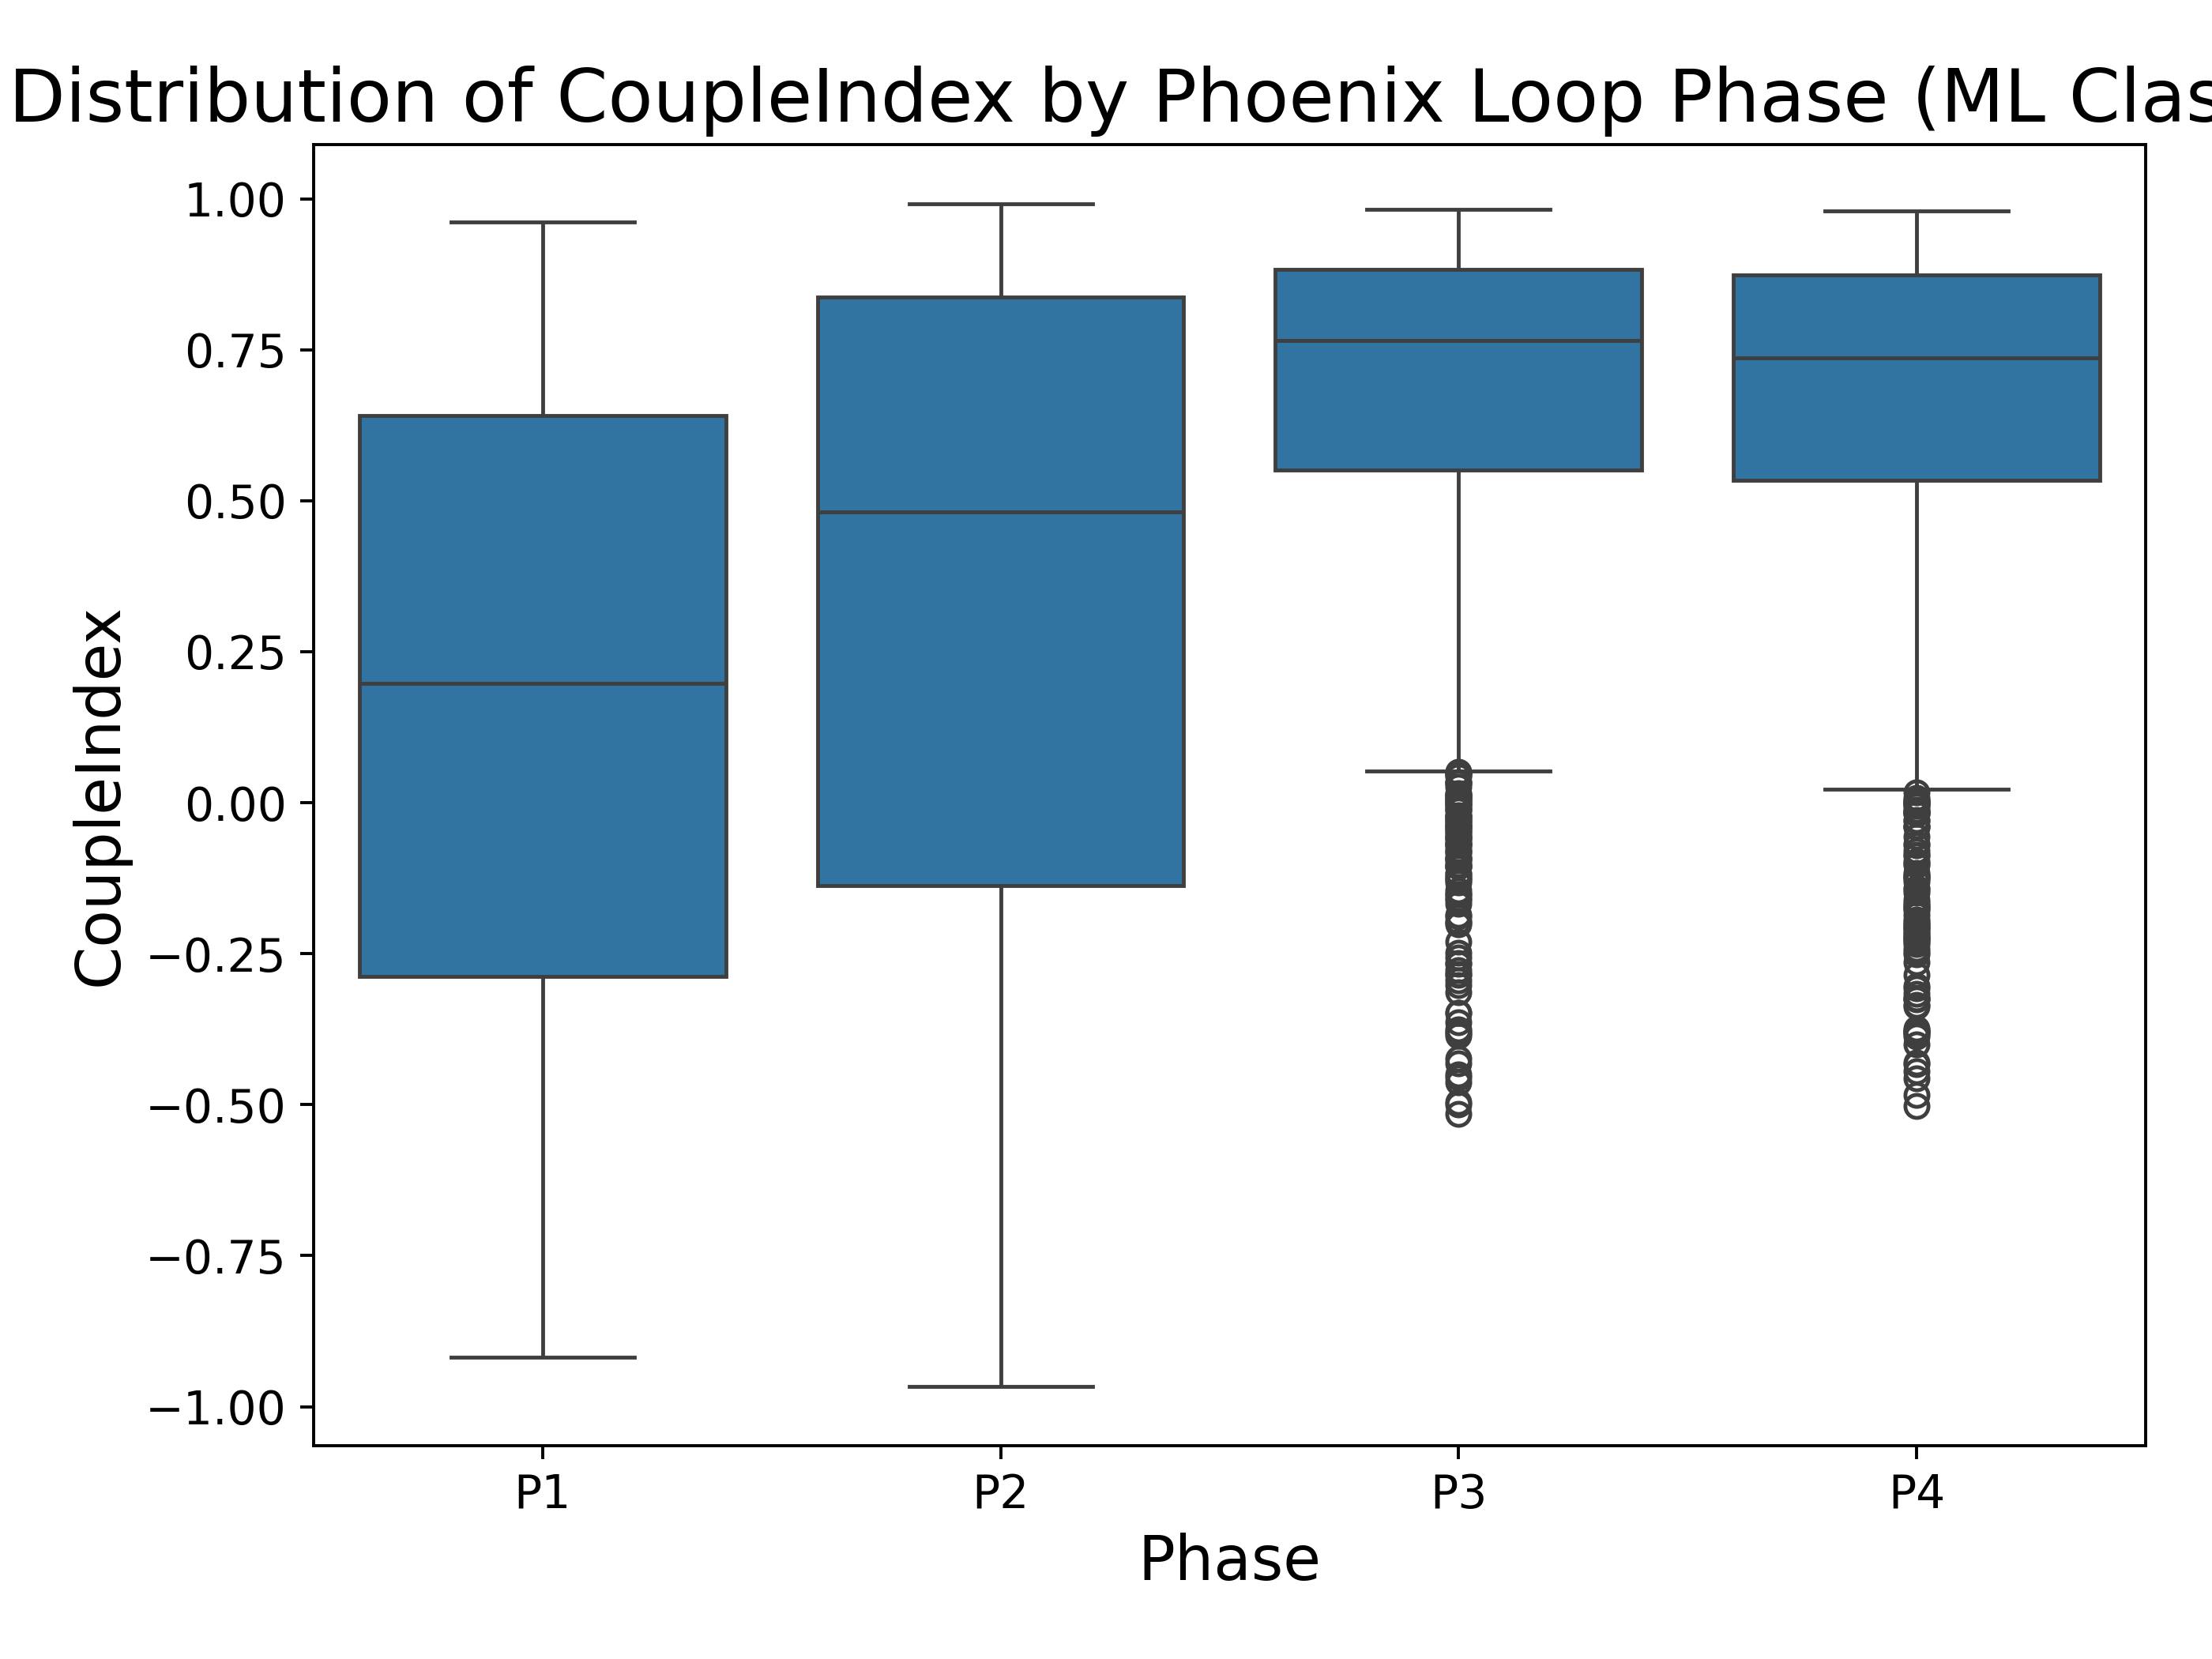 Distribution of CoupleIndex by Phoenix Loop Phase (ML Clas
1.00
0.75
0.50
0.25
0.00
−0.25
−0.50
−0.75
−1.00
CoupleIndex
P1 P2 P3 P4
Phase